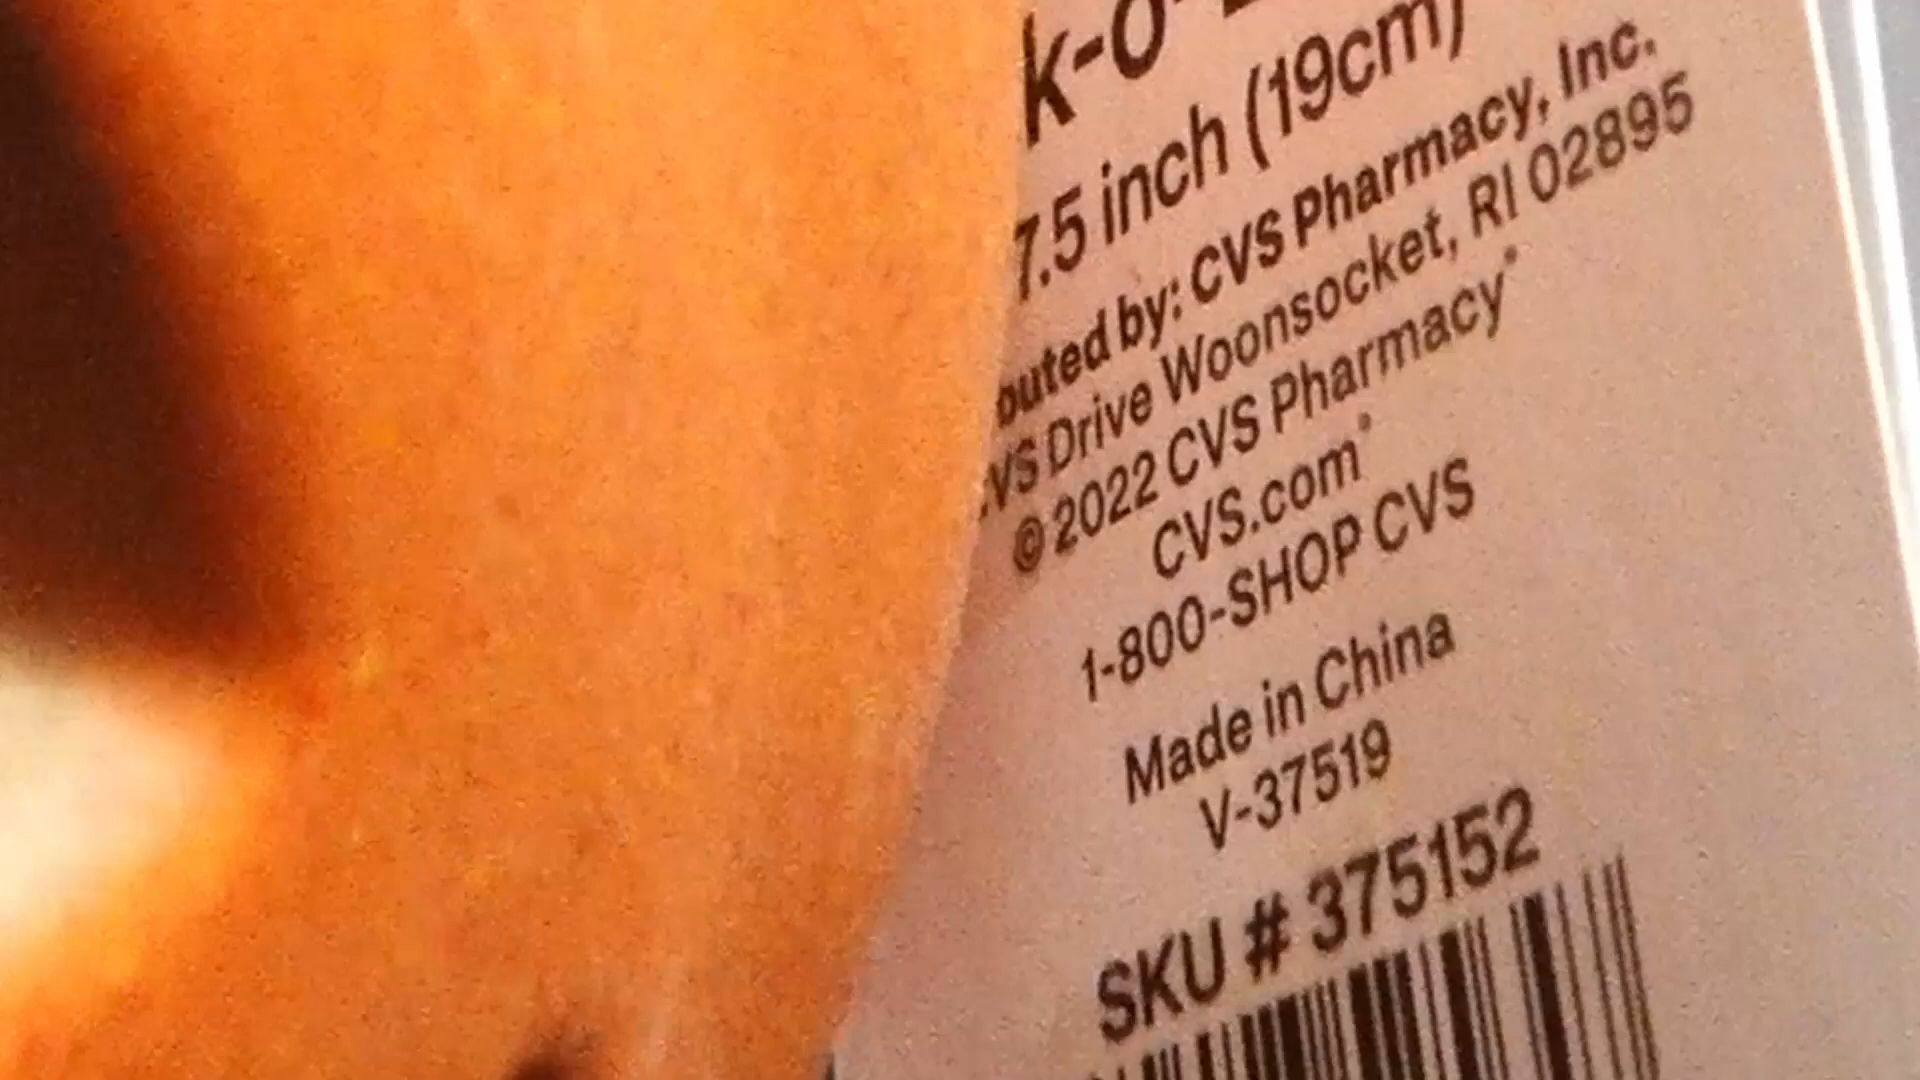 k-o-
7.5 inch (19cm)
buted by: CVS Pharmacy, Inc.
VS Drive Woonsocket, RI 02895
© 2022 CVS Pharmacy®
CVS.com®
1-800-SHOP CVS
Made in China
V-37519
SKU # 375152